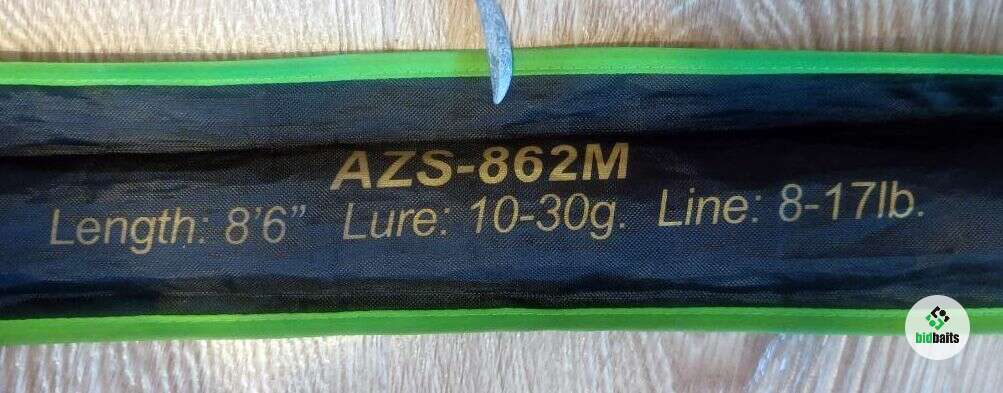 AZS-862M
Length: 8'6” Lure: 10-30g. Line: 8-17lb.
bidbaits